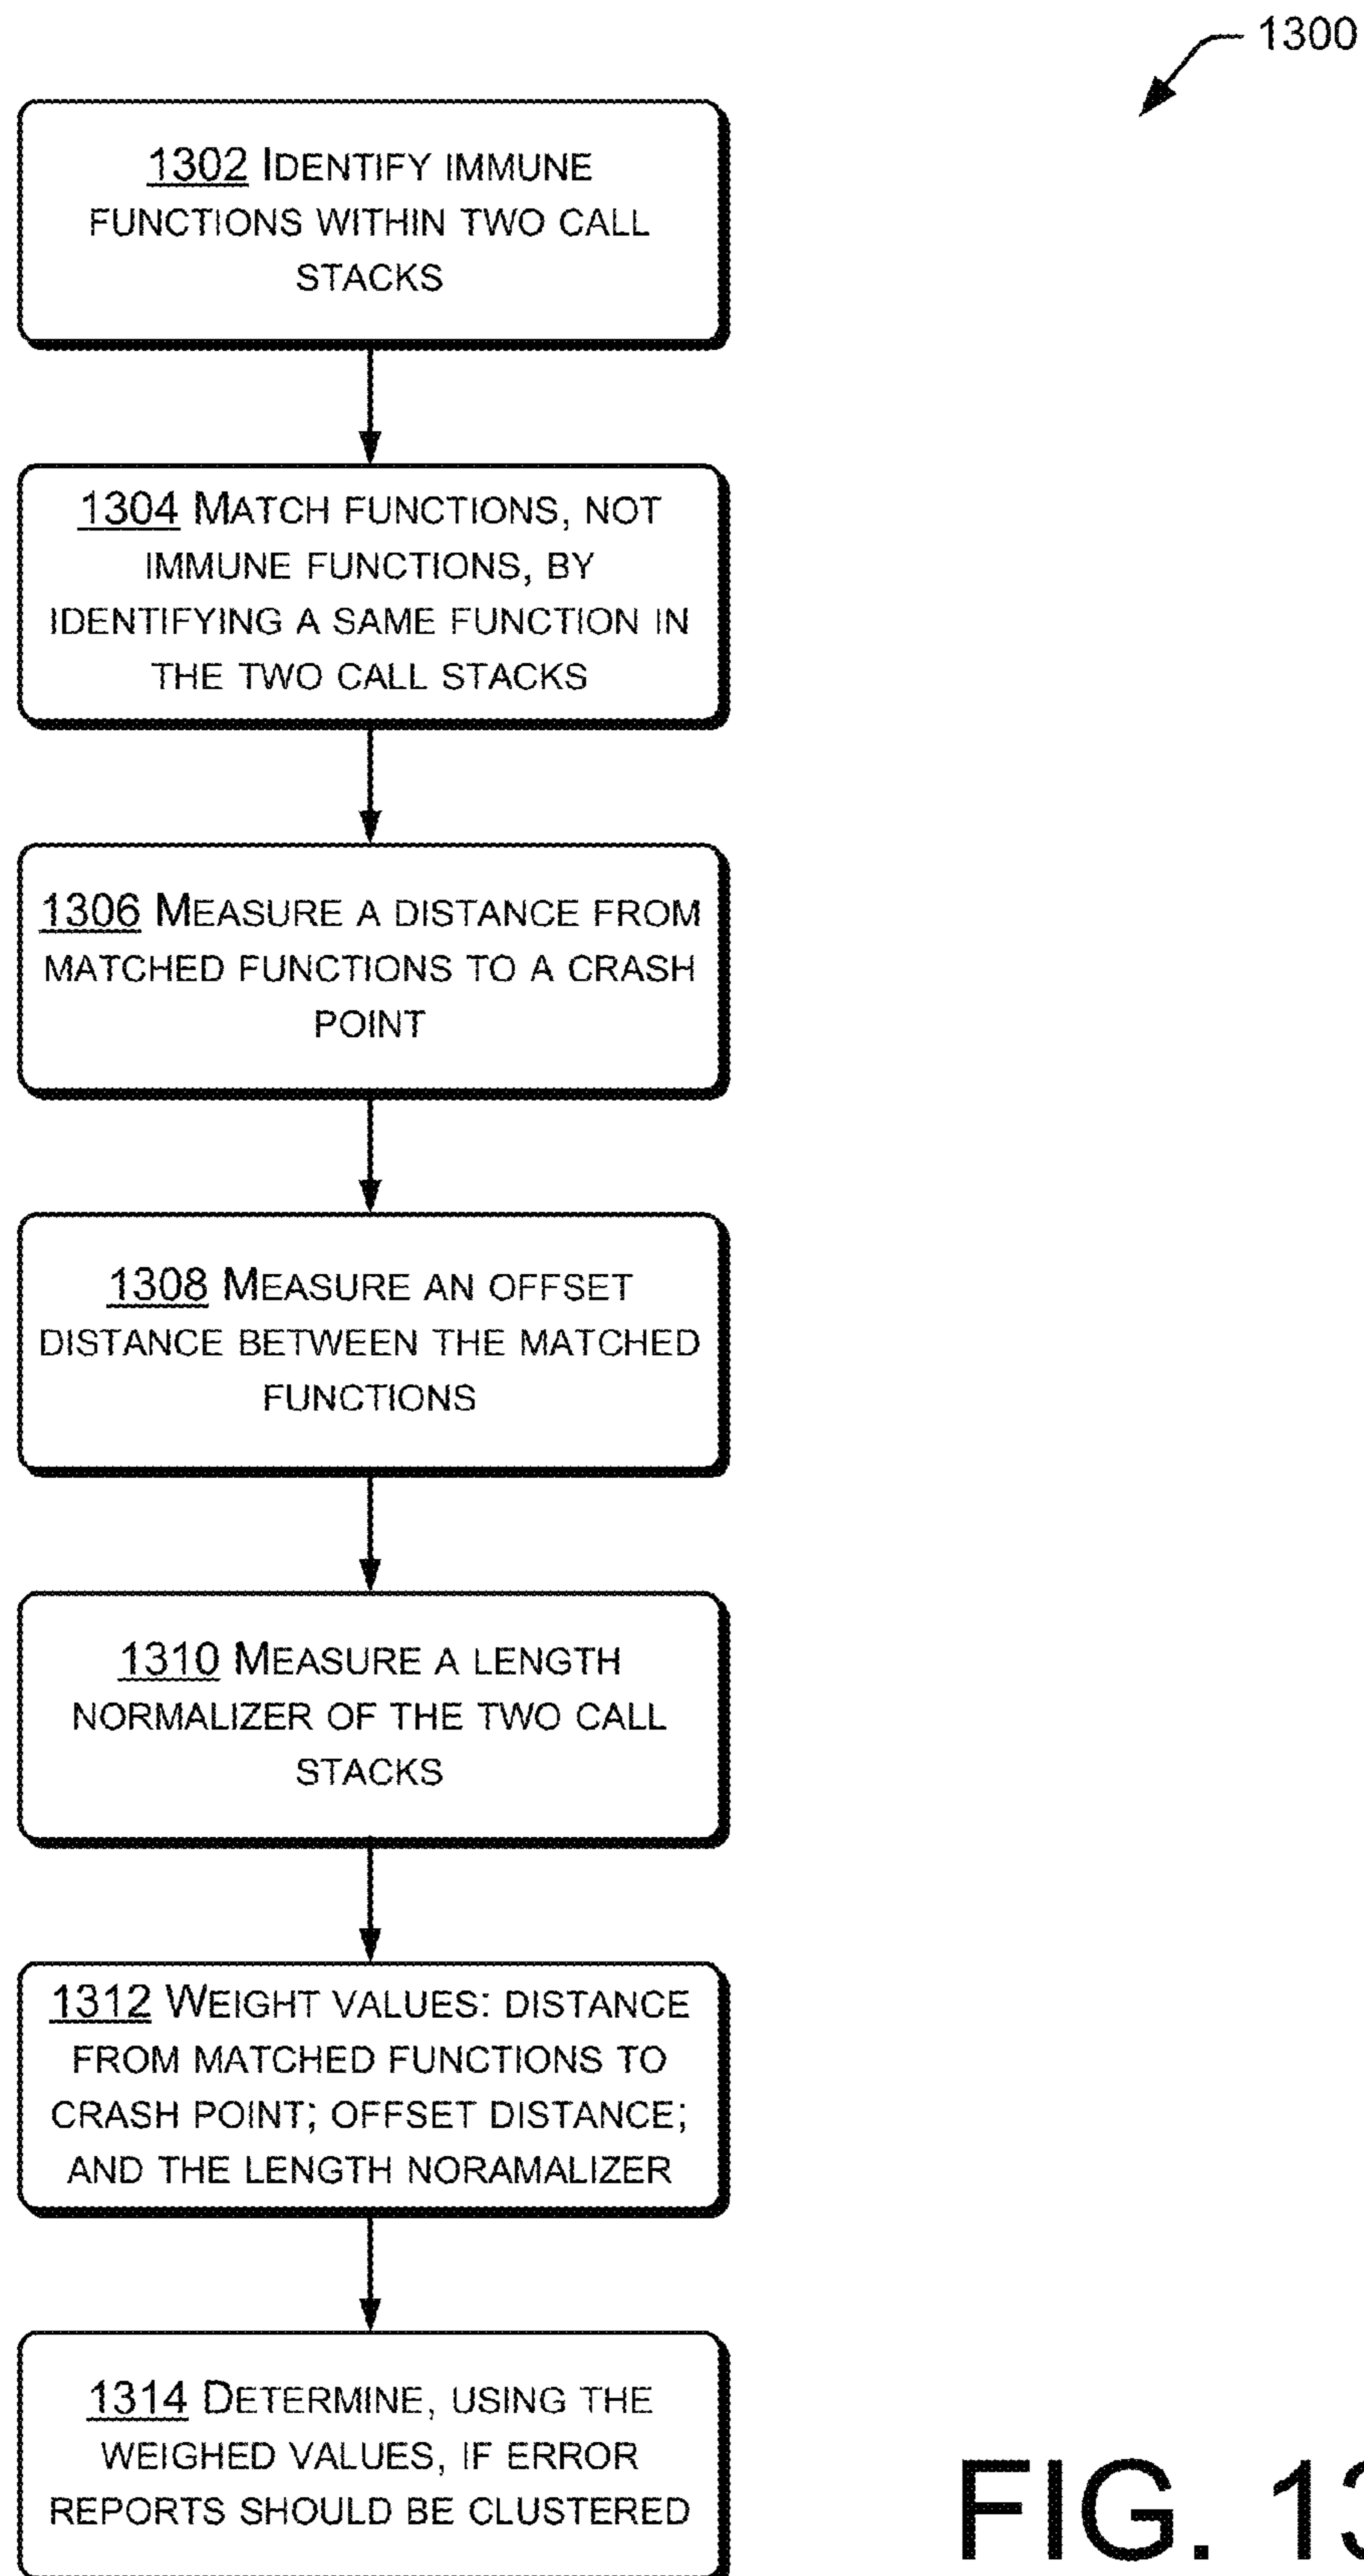 1300
1302 IDENTIFY IMMUNE
FUNCTIONS WITHIN TWO CALL
STACKS
1304 MATCH FUNCTIONS, NOT
IMMUNE FUNCTIONS, BY
IDENTIFYING A SAME FUNCTION IN
THE TWO CALL STACKS
1306 MEASURE A DISTANCE FROM
MATCHED FUNCTIONS TO A CRASH
POINT
1308 MEASURE AN OFFSET
DISTANCE BETWEEN THE MATCHED
FUNCTIONS
1310 MEASURE A LENGTH
NORMALIZER OF THE TWO CALL
STACKS
1312 WEIGHT VALUES: DISTANCE
FROM MATCHED FUNCTIONS TO
CRASH POINT; OFFSET DISTANCE;
AND THE LENGTH NORAMALIZER
1314 DETERMINE, USING THE
WEIGHED VALUES, IF ERROR
REPORTS SHOULD BE CLUSTERED
FIG. 13